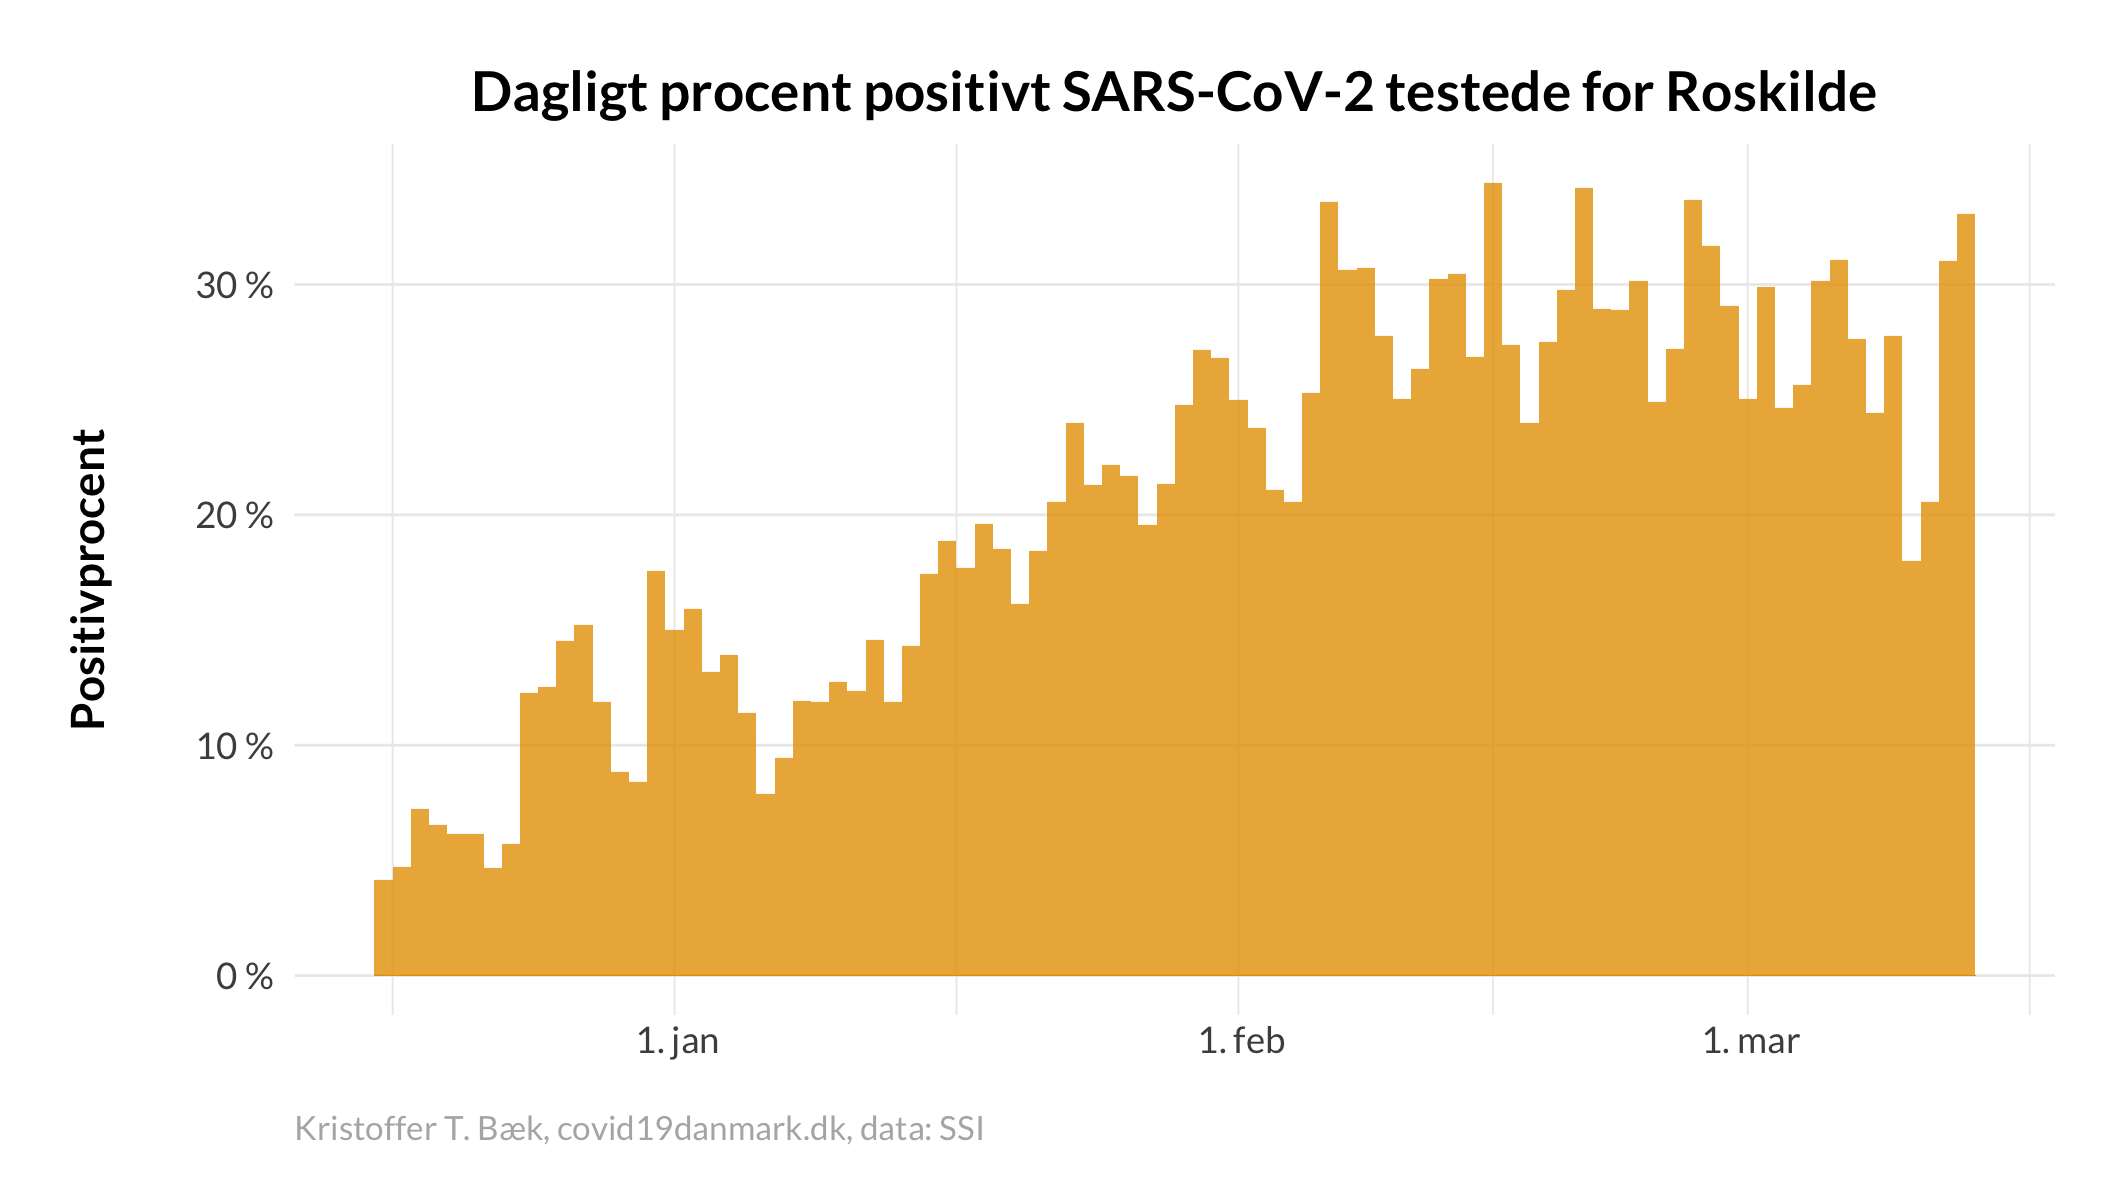 Dagligt procent positivt SARS-CoV-2 testede for Roskilde
Positivprocent
30 %
20 %
10 %
0 %
1. jan
1. feb
1. mar
Kristoffer T. Bæk, covid19danmark.dk, data: SSI